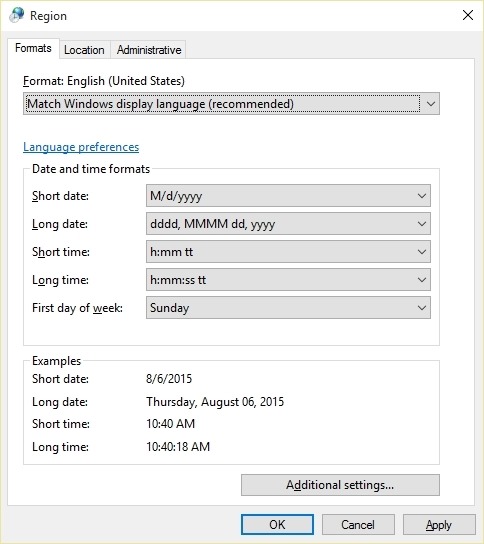 Region
Formats Location Administrative
Format: English (United States)
Match Windows display language (recommended)
Language preferences
Date and time formats
Short date: M/d/yyyy
Long date: dddd, MMMM dd, yyyy
Short time: h:mm tt
Long time: h:mm:ss tt
First day of week: Sunday
Examples
Short date: 8/6/2015
Long date: Thursday, August 06, 2015
Short time: 10:40 AM
Long time: 10:40:18 AM
Additional settings...
OK Cancel Apply